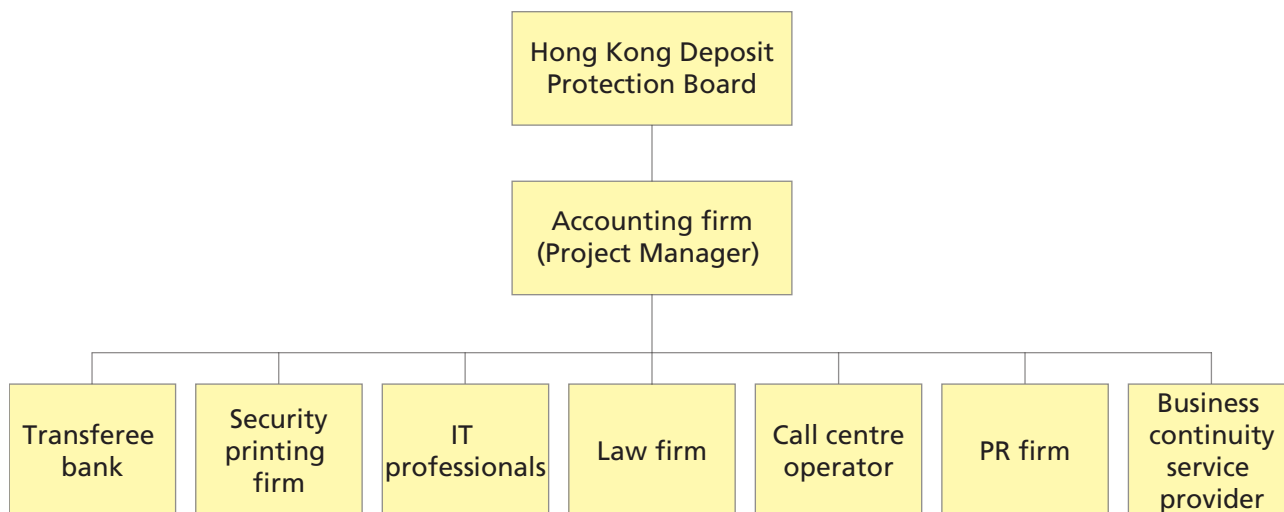 Hong Kong Deposit
Protection Board
Accounting firm
(Project Manager)
Transferee
bank
Security
printing
firm
IT
professionals
Law firm
Call centre
operator
PR firm
Business
continuity
service
provider